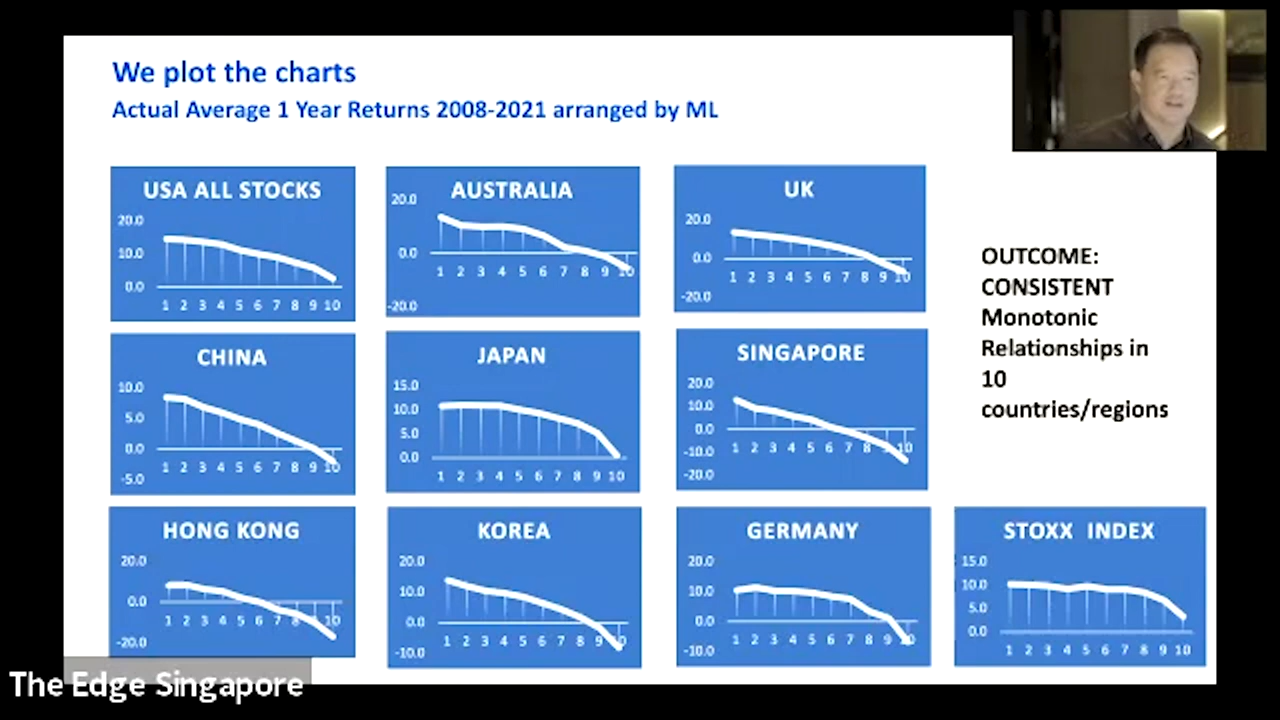 We plot the charts
Actual Average 1 Year Returns 2008-2021 arranged by ML
USA ALL STOCKS
20.0
10.0
0.0
1 2 3 4 5 6 7 8 9 10
AUSTRALIA
20.0
0.0
1 2 3 4 5 6 7 8 9 10
-20.0
UK
20.0
0.0
1 2 3 4 5 6 7 8 9 10
-20.0
OUTCOME:
CONSISTENT
Monotonic
Relationships in
10
countries/regions
CHINA
10.0
5.0
0.0
1 2 3 4 5 6 7 8 9 10
-5.0
JAPAN
15.0
10.0
5.0
0.0
1 2 3 4 5 6 7 8 9 10
SINGAPORE
20.0
10.0
0.0
1 2 3 4 5 6 7 8 9 10
-10.0
-20.0
HONG KONG
20.0
0.0
1 2 3 4 5 6 7 8 9 10
-20.0
KOREA
20.0
10.0
0.0
1 2 3 4 5 6 7 8 9 10
-10.0
GERMANY
20.0
10.0
0.0
1 2 3 4 5 6 7 8 9 10
-10.0
STOXX INDEX
15.0
10.0
5.0
0.0
1 2 3 4 5 6 7 8 9 10
The Edge Singapore